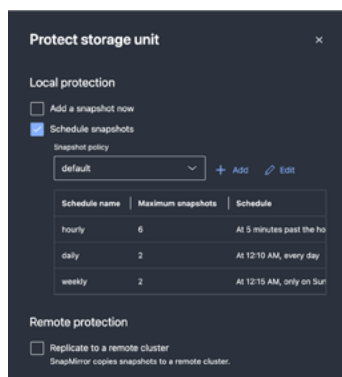 Protect storage unit
Local protection
Add a snapshot now
Schedule snapshots
Snapshot policy
default
Add
Edit
Schedule name Maximum snapshots Schedule
hourly 6 At 5 minutes past the ho
daily 2 At 12:10 AM, every day
weekly 2 At 12:15 AM, only on Sun
Remote protection
Replicate to a remote cluster
SnapMirror copies snapshots to a remote cluster.